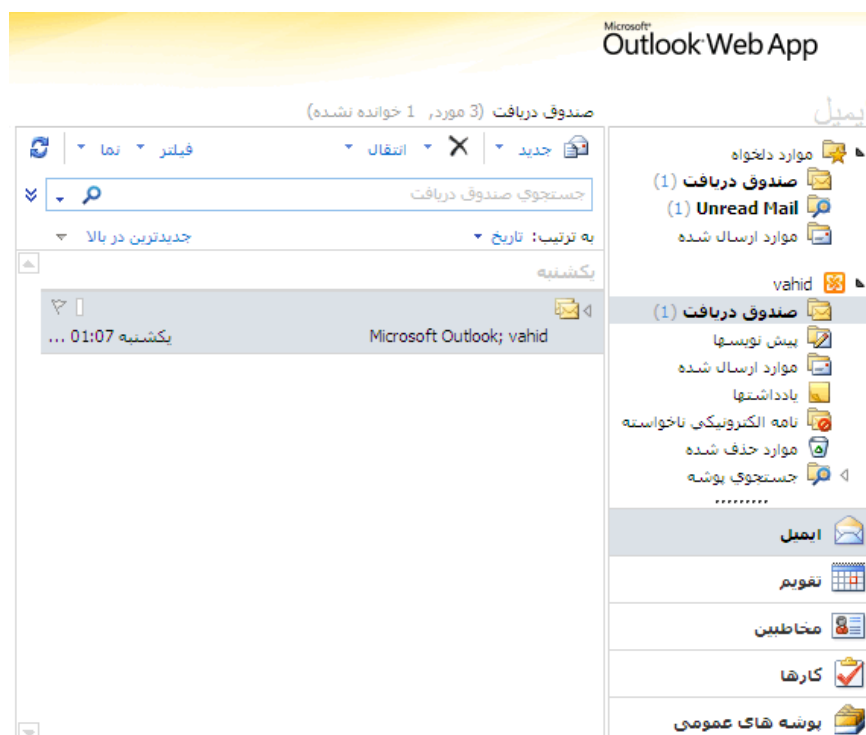 Microsoft
Outlook Web App
یمیل
موارد دلخواه
صندوق دریافت (1)
Unread Mail (1)
موارد ارسال شده
vahid
صندوق دریافت (1)
پیش نویسها
موارد ارسال شده
یادداشتها
نامه الکترونیکی ناخواسته
موارد حذف شده
جستجوي پوشه
ایمیل
تقویم
مخاطبین
کارها
پوشه های عمومی
صندوق دریافت (3 مورد, 1 خوانده نشده)
جدید انتقال فیلتر نما
جستجوي صندوق دریافت
به ترتیب: تاریخ جدیدترین در بالا
یکشنبه
Microsoft Outlook; vahid یکشنبه 01:07 ...